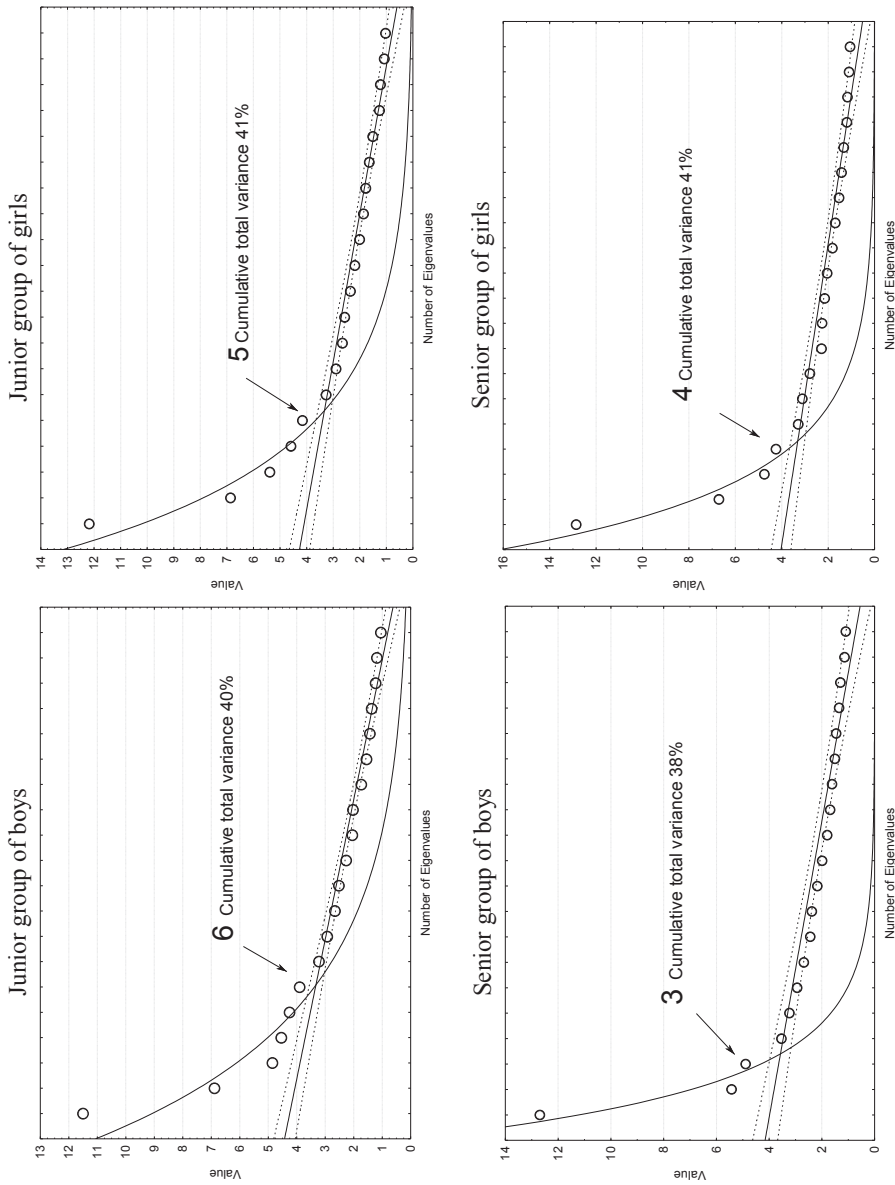 Junior group of boys
13
12
11
10
9
8
7
6
5
4
3
2
1
0
Value
6 Cumulative total variance 40%
Number of Eigenvalues
Junior group of girls
14
13
12
11
10
9
8
7
6
5
4
3
2
1
0
Value
5 Cumulative total variance 41%
Number of Eigenvalues
Senior group of boys
14
12
10
8
6
4
2
0
Value
3 Cumulative total variance 38%
Number of Eigenvalues
Senior group of girls
16
14
12
10
8
6
4
2
0
Value
4 Cumulative total variance 41%
Number of Eigenvalues